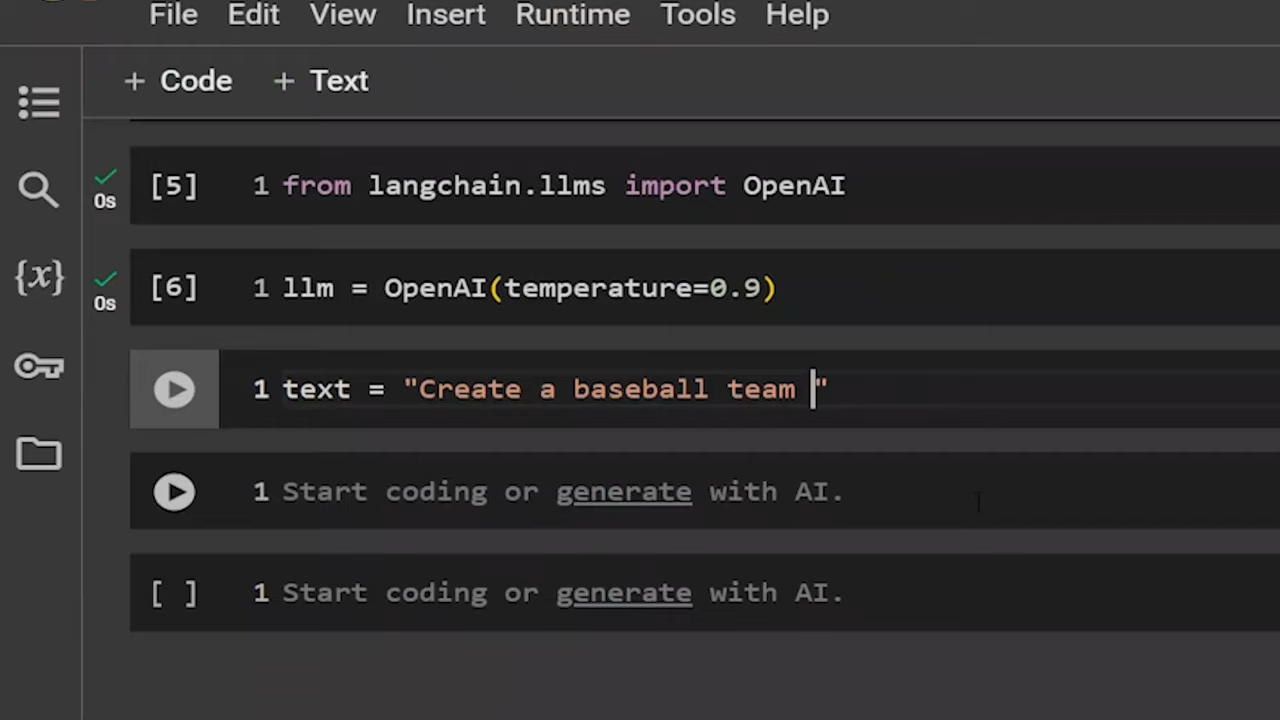 File Edit View Insert Runtime Tools Help
+ Code + Text
[5] 1 from langchain.llms import OpenAI
0s
{x} [6] 1 llm = OpenAI(temperature=0.9)
0s
1 text = "Create a baseball team "
1 Start coding or generate with AI.
[ ] 1 Start coding or generate with AI.